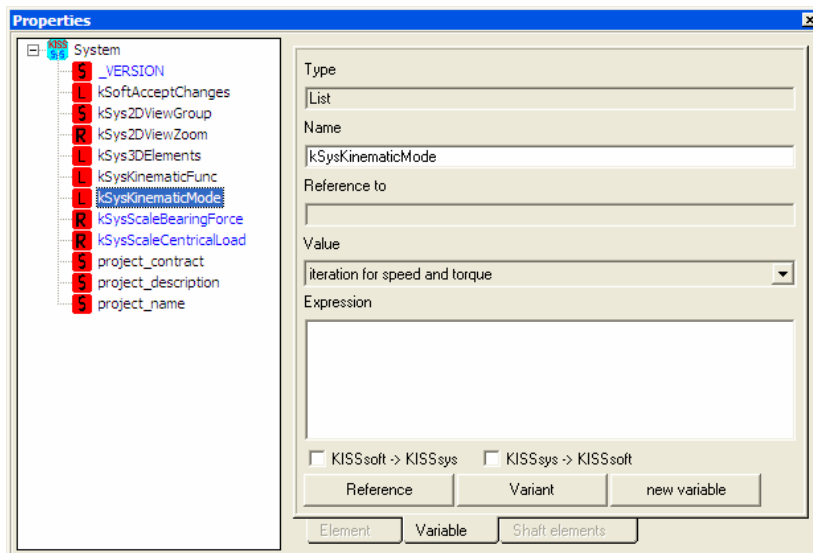 Properties
System
S _VERSION
L kSoftAcceptChanges
S kSys2DViewGroup
R kSys2DViewZoom
L kSys3DElements
L kSysKinematicFunc
L kSysKinematicMode
R kSysScaleBearingForce
R kSysScaleCentricalLoad
S project_contract
S project_description
S project_name
Type
List
Name
kSysKinematicMode
Reference to
Value
iteration for speed and torque
Expression
KISSsoft -> KISSsys KISSsys -> KISSsoft
Reference Variant new variable
Element Variable Shaft elements